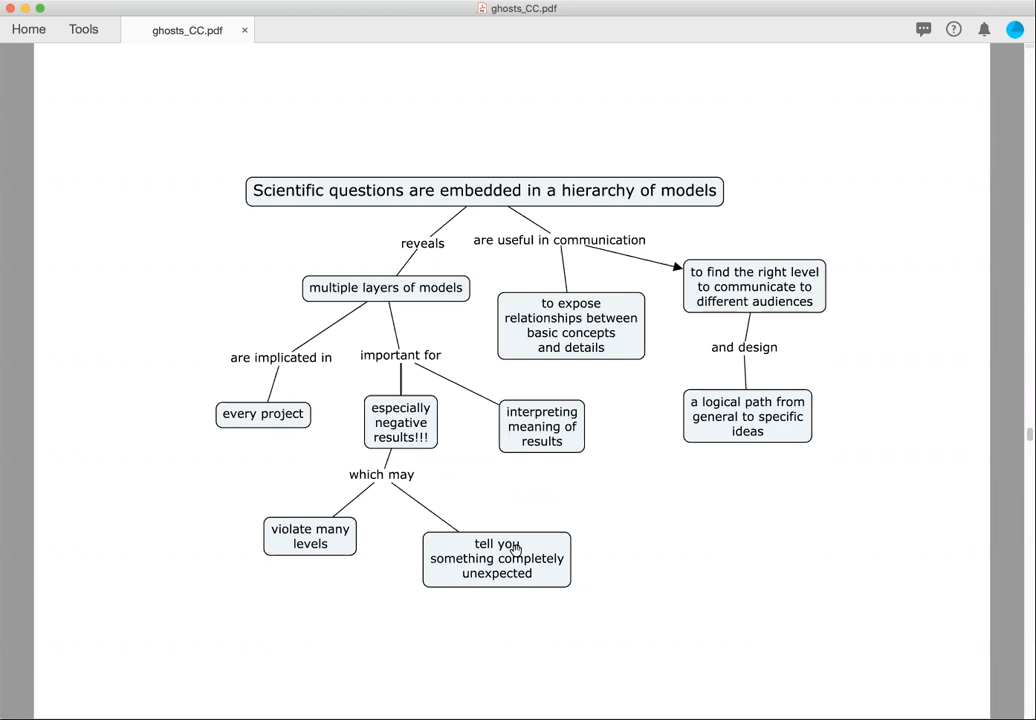 ghosts_CC.pdf
Home
Tools
ghosts_CC.pdf
Scientific questions are embedded in a hierarchy of models
reveals
are useful in communication
multiple layers of models
to expose
relationships between
basic concepts
and details
to find the right level
to communicate to
different audiences
are implicated in
important for
and design
every project
especially
negative
results!!!
interpreting
meaning of
results
a logical path from
general to specific
ideas
which may
violate many
levels
tell you
something completely
unexpected